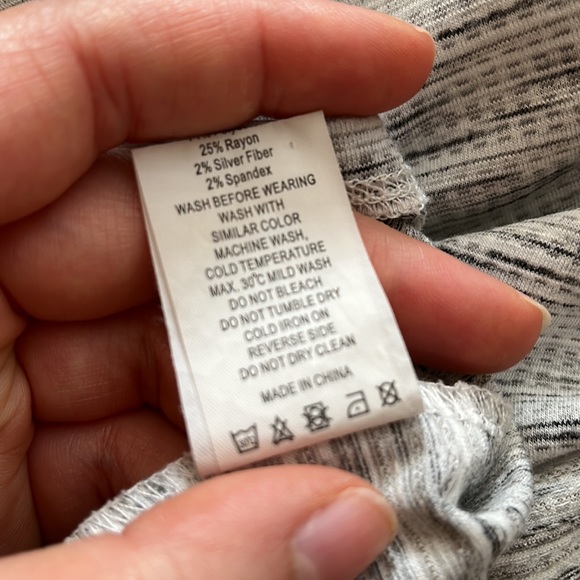 25% Rayon
2% Silver Fiber
2% Spandex
WASH BEFORE WEARING
WASH WITH
SIMILAR COLOR
MACHINE WASH,
COLD TEMPERATURE
MAX. 30℃ MILD WASH
DO NOT BLEACH
DO NOT TUMBLE DRY
COLD IRON ON
REVERSE SIDE
DO NOT DRY CLEAN
MADE IN CHINA